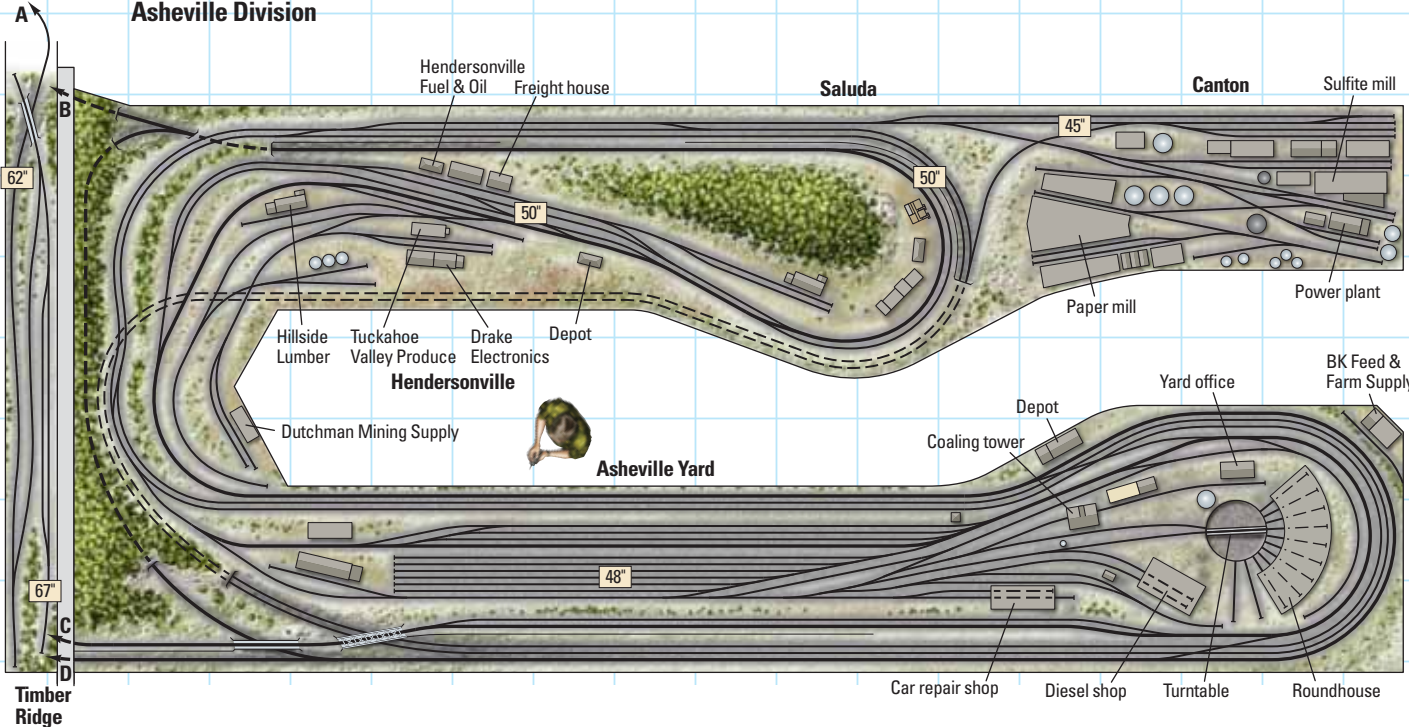 Asheville Division
A
Hendersonville
Fuel & Oil
Freight house
Saluda
Canton
Sulfite mill
B
45"
62"
50"
50"
Paper mill
Power plant
Hillside
Lumber
Tuckahoe
Valley Produce
Drake
Electronics
Depot
Hendersonville
BK Feed &
Farm Supply
Yard office
Depot
Coaling tower
Dutchman Mining Supply
Asheville Yard
48"
67"
C
D
Timber
Ridge
Car repair shop
Diesel shop
Turntable
Roundhouse